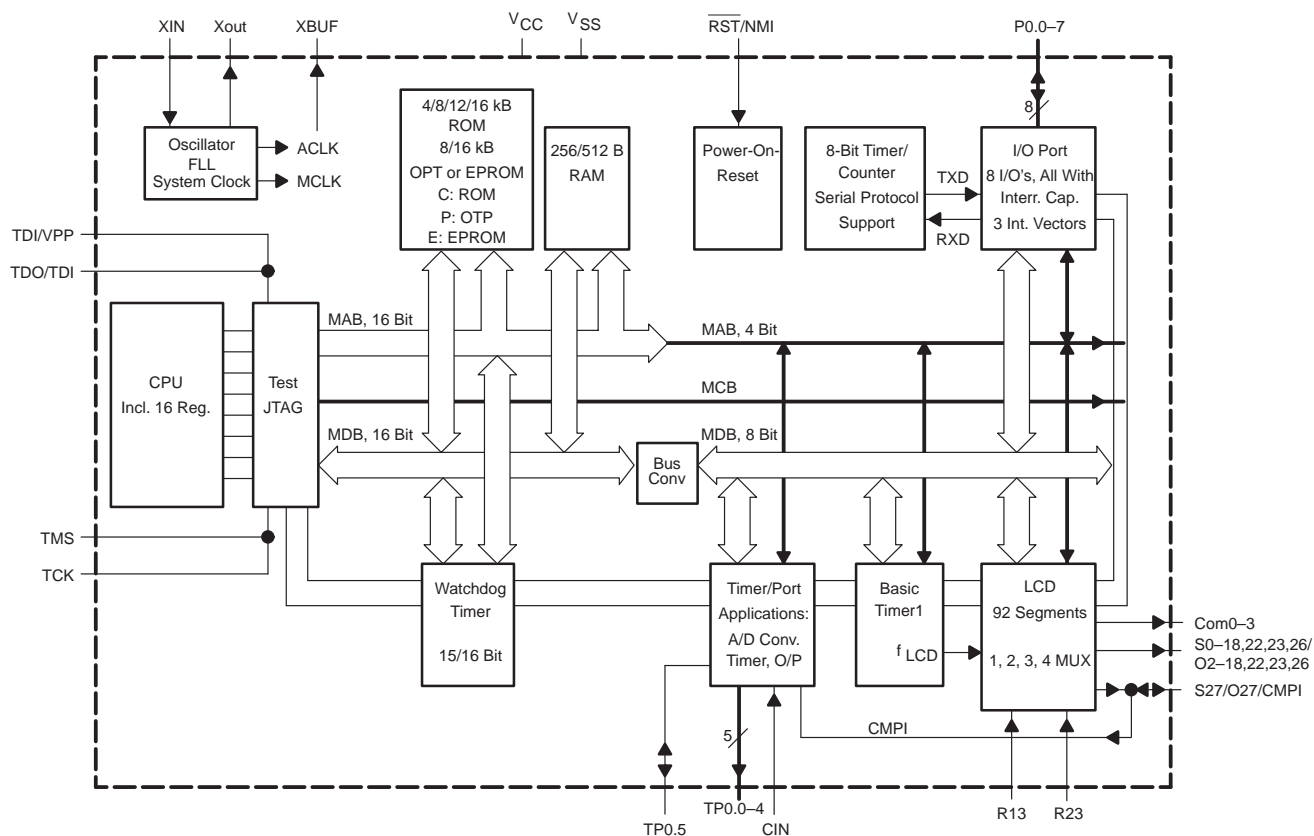 XIN
Xout
XBUF
VCC
VSS
RST/NMI
P0.0–7
8
Oscillator
FLL
System Clock
ACLK
MCLK
4/8/12/16 kB
ROM
8/16 kB
OPT or EPROM
C: ROM
P: OTP
E: EPROM
256/512 B
RAM
Power-On-
Reset
8-Bit Timer/
Counter
Serial Protocol
Support
TXD
RXD
I/O Port
8 I/O's, All With
Interr. Cap.
3 Int. Vectors
TDI/VPP
TDO/TDI
CPU
Incl. 16 Reg.
Test
JTAG
MAB, 16 Bit
MAB, 4 Bit
MCB
MDB, 16 Bit
MDB, 8 Bit
Bus
Conv
TMS
TCK
Watchdog
Timer
15/16 Bit
Timer/Port
Applications:
A/D Conv.
Timer, O/P
Basic
Timer1
f LCD
LCD
92 Segments
1, 2, 3, 4 MUX
Com0–3
S0–18,22,23,26/
O2–18,22,23,26
S27/O27/CMPI
CMPI
5
TP0.5
TP0.0–4
CIN
R13
R23